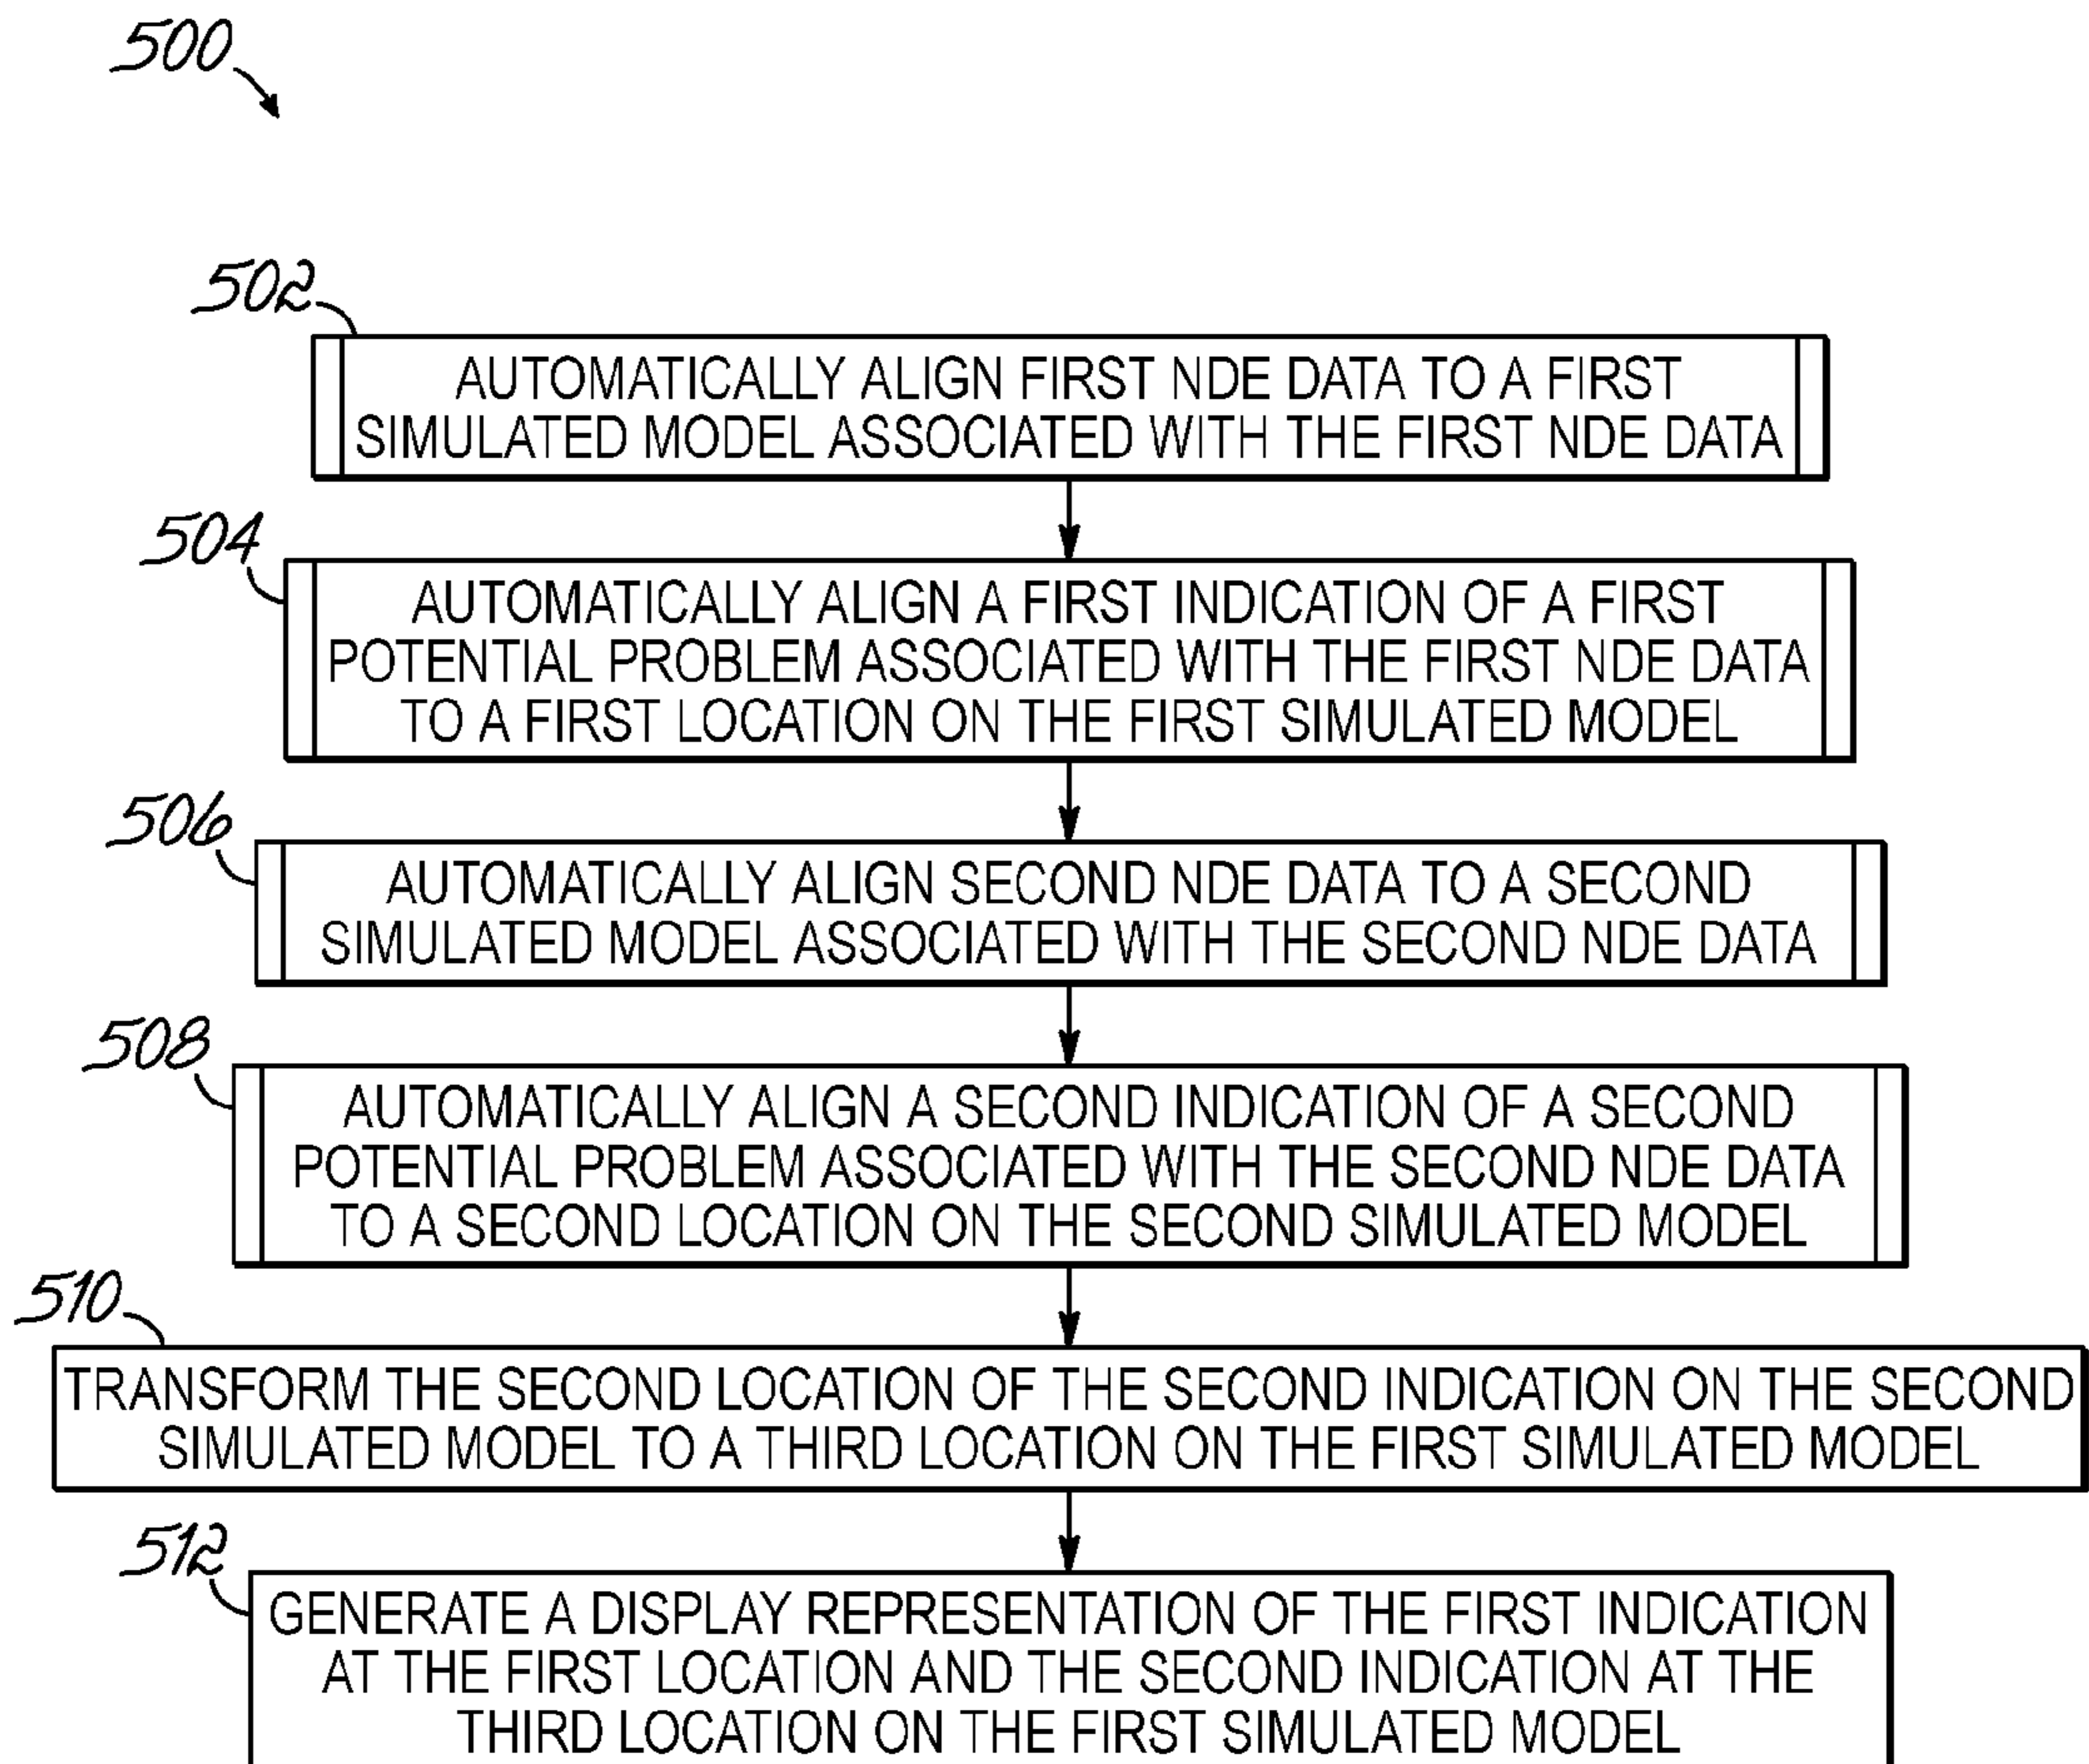 500
502
AUTOMATICALLY ALIGN FIRST NDE DATA TO A FIRST
SIMULATED MODEL ASSOCIATED WITH THE FIRST NDE DATA
504
AUTOMATICALLY ALIGN A FIRST INDICATION OF A FIRST
POTENTIAL PROBLEM ASSOCIATED WITH THE FIRST NDE DATA
TO A FIRST LOCATION ON THE FIRST SIMULATED MODEL
506
AUTOMATICALLY ALIGN SECOND NDE DATA TO A SECOND
SIMULATED MODEL ASSOCIATED WITH THE SECOND NDE DATA
508
AUTOMATICALLY ALIGN A SECOND INDICATION OF A SECOND
POTENTIAL PROBLEM ASSOCIATED WITH THE SECOND NDE DATA
TO A SECOND LOCATION ON THE SECOND SIMULATED MODEL
510
TRANSFORM THE SECOND LOCATION OF THE SECOND INDICATION ON THE SECOND
SIMULATED MODEL TO A THIRD LOCATION ON THE FIRST SIMULATED MODEL
512
GENERATE A DISPLAY REPRESENTATION OF THE FIRST INDICATION
AT THE FIRST LOCATION AND THE SECOND INDICATION AT THE
THIRD LOCATION ON THE FIRST SIMULATED MODEL